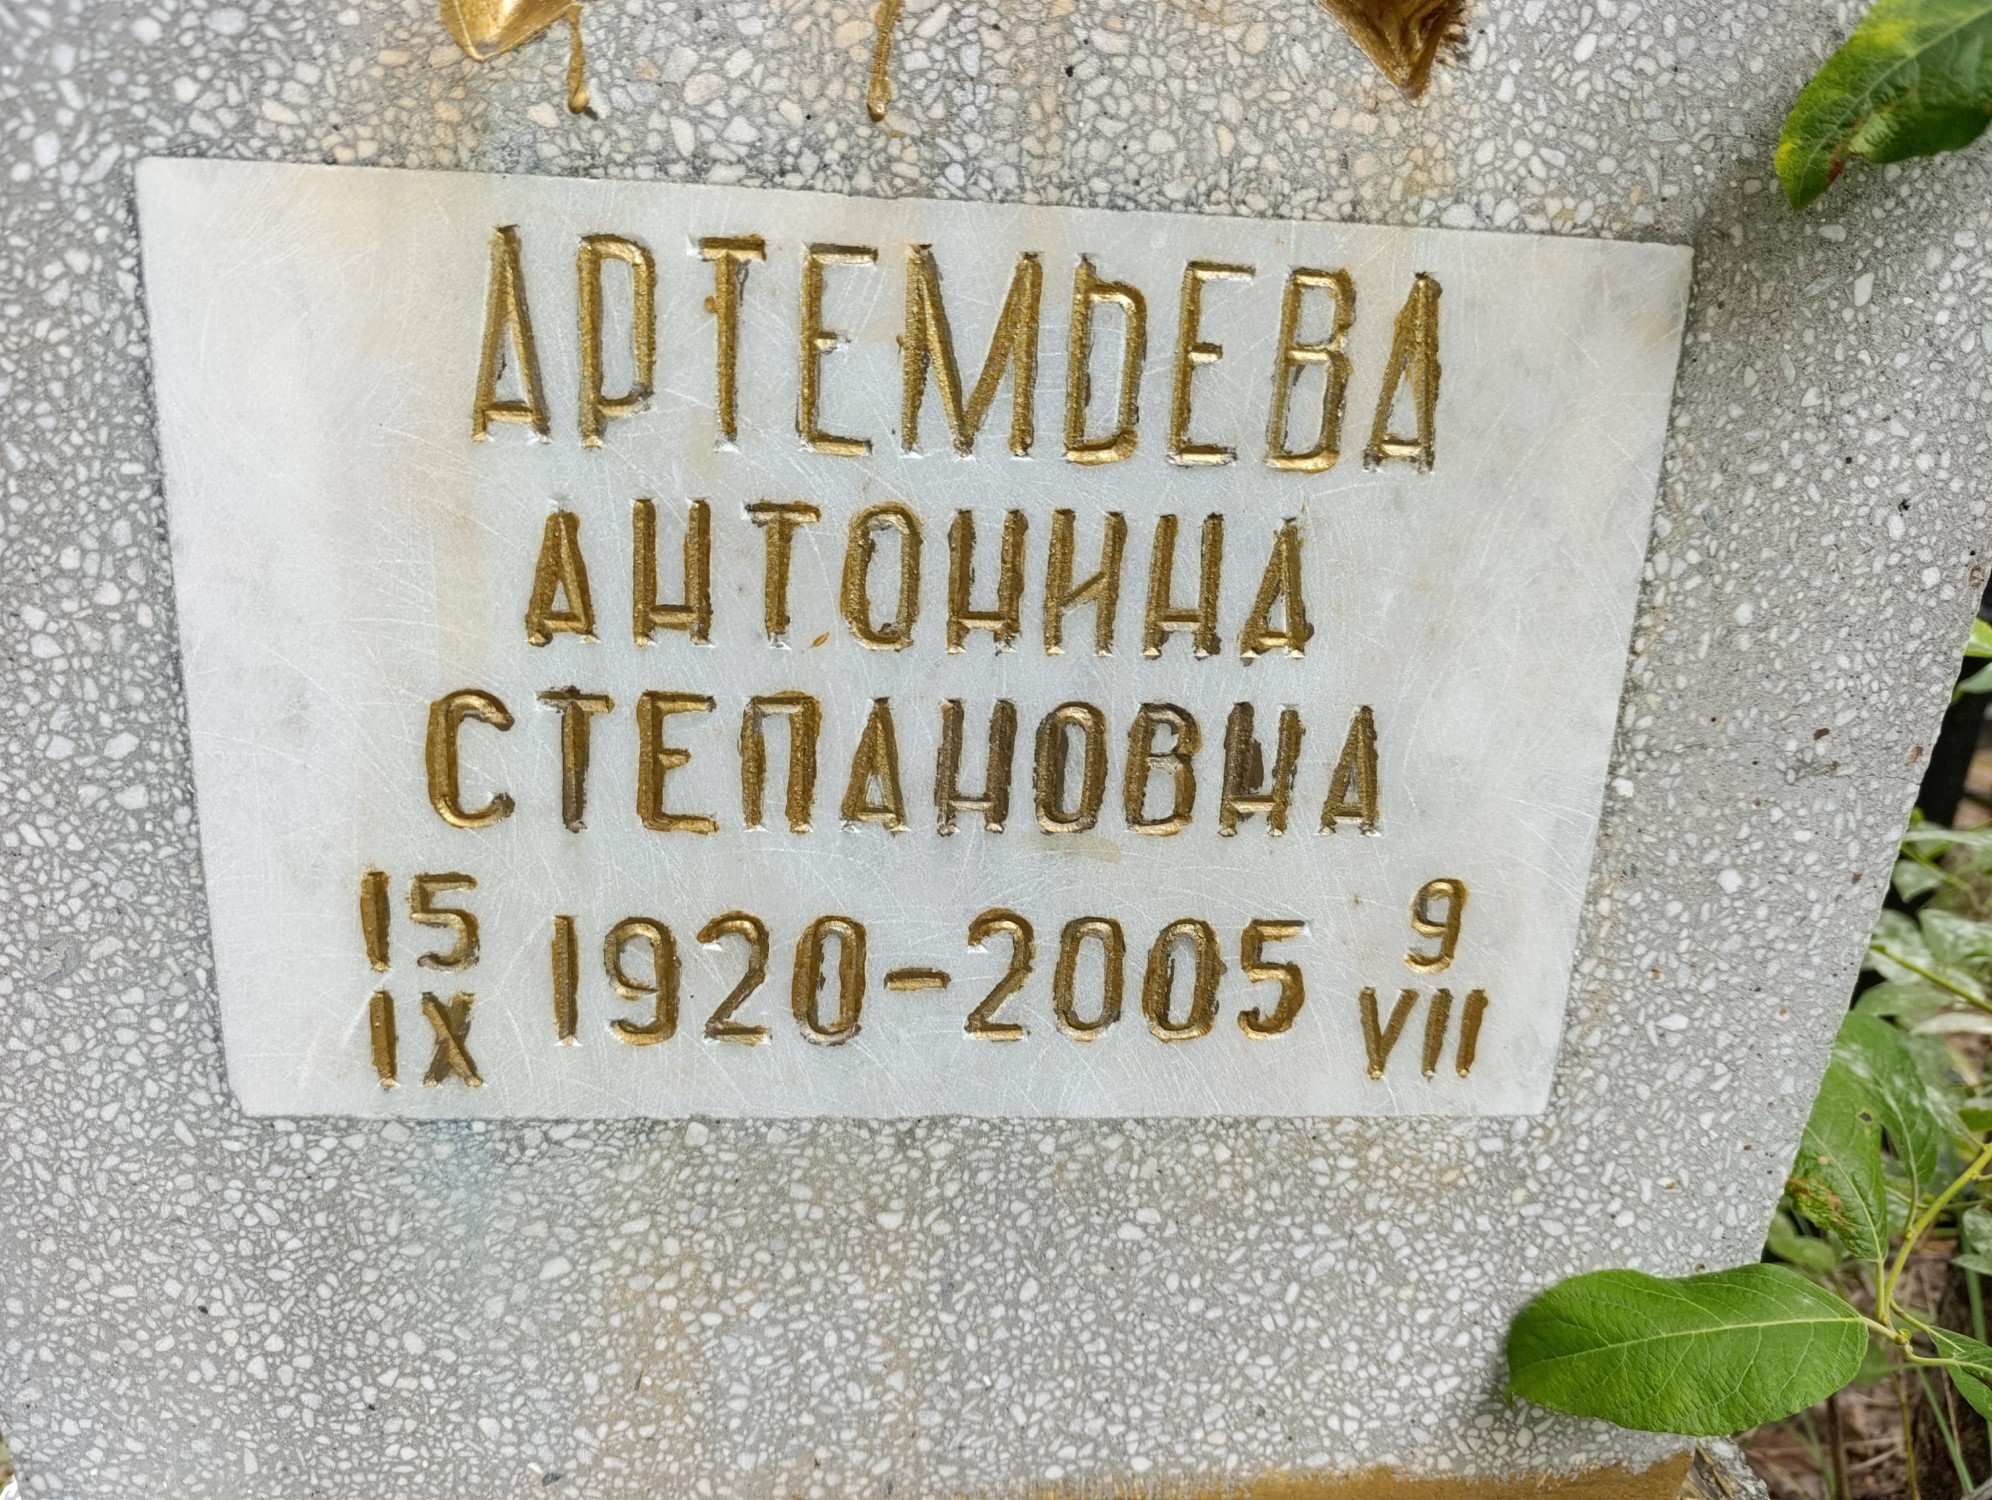 АРТЕМЬЕВА
АНТОНИНА
СТЕПАНОВНА
15 IX 1920-2005 9 VII